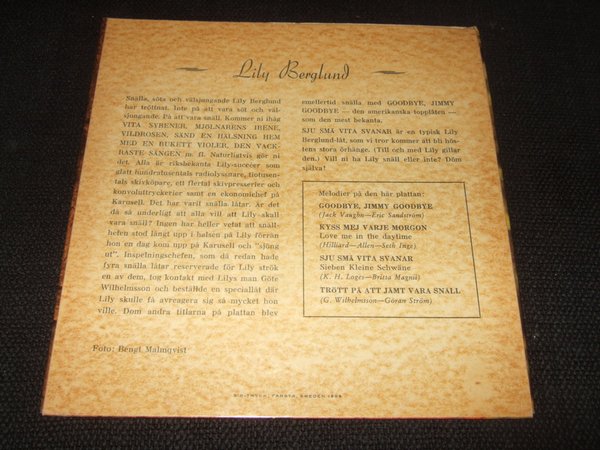 Lily Berglund
Snälla, söta och välsjungande Lily Berglund
har tröttnat. Inte på att vara söt och väl-
sjungande. På att vara snäll. Kommer ni ihåg
VITA SYRENER, MJÖLNARENS IRENE,
VILDROSEN, SÄND EN HÄLSNING HEM
MED EN BUKETT VIOLER, DEN VACK-
RASTE SÅNGEN m. fl. Naturligtvis gör ni
det. Alla är riksbekanta Lily-succéer som
glatt hundratusentals radiolyssnare, tiotusen-
tals skivköpare, ett flertal skivpresserier och
konvoluttryckerier samt en ekonomichef på
Karusell. Det har varit snälla låtar. Är det
då så underligt att alla vill att Lily skall
vara snäll? Ingen har heller vetat att snäll-
heten stod långt upp i halsen på Lily förrän
hon en dag kom upp på Karusell och "sjöng
ut". Inspelningschefen, som då redan hade
fyra snälla låtar reserverade för Lily strök
en av dem, tog kontakt med Lilys man Göte
Wilhelmsson och beställde en speciallåt där
Lily skulle få avreagera sig så mycket hon
ville. Dom andra titlarna på plattan blev
Foto: Bengt Malmqvist
emellertid snälla med GOODBYE, JIMMY
GOODBYE — den amerikanska topplåten —
som den mest bekanta.
SJU SMÅ VITA SVANAR är en typisk Lily
Berglund-låt, som vi tror kommer att bli hös-
tens stora örhänge. (Till och med Lily gillar
den.) Vill ni ha Lily snäll eller inte? Döm
själva!
Melodier på den här plattan:
GOODBYE, JIMMY GOODBYE
(Jack Vaughn—Eric Sandström)
KYSS MEJ VARJE MORGON
Love me in the daytime
(Hilliard—Allen—Seth Inge)
SJU SMÅ VITA SVANAR
Sieben Kleine Schwäne
(K. H. Loges—Britta Magnil)
TRÖTT PÅ ATT JÄMT VARA SNÄLL
(G. Wilhelmsson—Göran Ström)
FARSTA, SWEDEN